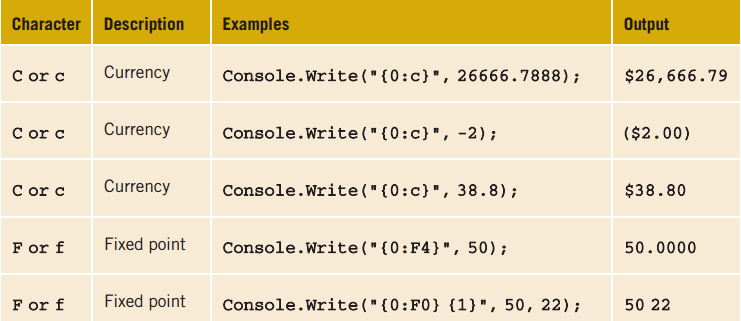 Character Description Examples Output
C or c Currency Console.Write("{0:c}", 26666.7888); $26,666.79
C or c Currency Console.Write("{0:c}", -2); ($2.00)
C or c Currency Console.Write("{0:c}", 38.8); $38.80
F or f Fixed point Console.Write("{0:F4}", 50); 50.0000
F or f Fixed point Console.Write("{0:F0} {1}", 50, 22); 50 22